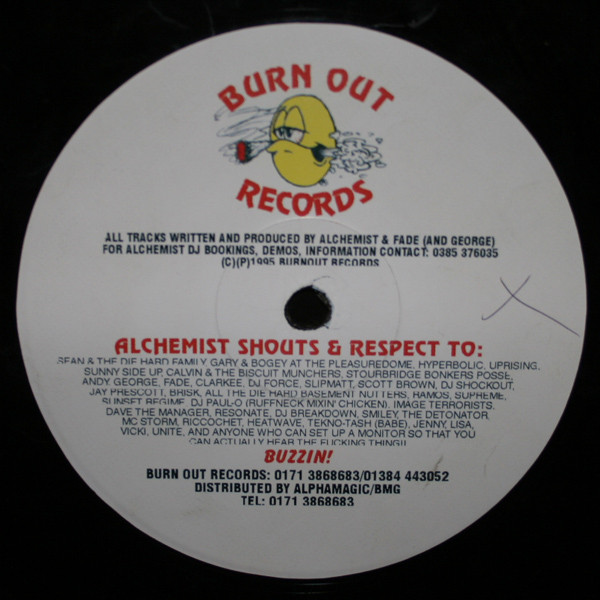 BURN OUT
RECORDS
ALL TRACKS WRITTEN AND PRODUCED BY ALCHEMIST & FADE (AND GEORGE)
FOR ALCHEMIST DJ BOOKINGS, DEMOS, INFORMATION CONTACT: 0385 376035
(C)(P)1995 BURNOUT RECORDS
ALCHEMIST SHOUTS & RESPECT TO:
SEAN & THE DIE HARD FAMILY, GARY & BOGEY AT THE PLEASUREDOME, HYPERBOLIC, UPRISING,
SUNNY SIDE UP, CALVIN & THE BISCUIT MUNCHERS, STOURBRIDGE BONKERS POSSE,
ANDY, GEORGE, FADE, CLARKEE, DJ FORCE, SLIPMATT, SCOTT BROWN, DJ SHOCKOUT,
JAY PRESCOTT, BRISK, ALL THE DIE HARD BASEMENT NUTTERS, RAMOS, SUPREME,
SUNSET REGIME, DJ PAUL-O (RUFFNECK MIXIN' CHICKEN), IMAGE TERRORISTS,
DAVE THE MANAGER, RESONATE, DJ BREAKDOWN, SMILEY, THE DETONATOR,
MC STORM, RICCOCHET, HEATWAVE, TEKNO-TASH (BABE), JENNY, LISA,
VICKI, UNITE, AND ANYONE WHO CAN SET UP A MONITOR SO THAT YOU
CAN ACTUALLY HEAR THE FUCKING THING!!
BUZZIN!
BURN OUT RECORDS: 0171 3868683/01384 443052
DISTRIBUTED BY ALPHAMAGIC/BMG
TEL: 0171 3868683